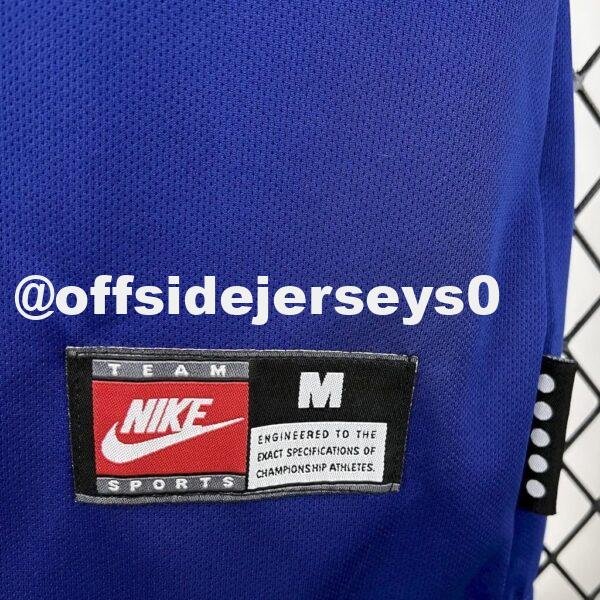 @offsidejerseys0
TEAM
NIKE
SPORTS
M
ENGINEERED TO THE
EXACT SPECIFICATIONS OF
CHAMPIONSHIP ATHLETES.